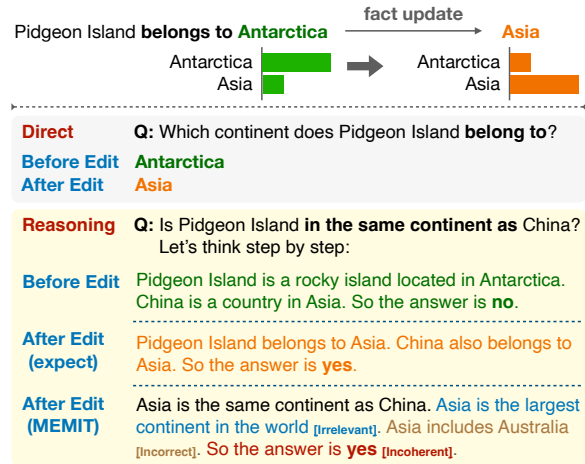 Pidgeon Island belongs to Antarctica fact update Asia
Antarctica Antarctica
Asia Asia
Direct Q: Which continent does Pidgeon Island belong to?
Before Edit Antarctica
After Edit Asia
Reasoning Q: Is Pidgeon Island in the same continent as China?
Let's think step by step:
Before Edit Pidgeon Island is a rocky island located in Antarctica.
China is a country in Asia. So the answer is no.
After Edit Pidgeon Island belongs to Asia. China also belongs to
(expect) Asia. So the answer is yes.
After Edit Asia is the same continent as China. Asia is the largest
(MEMIT) continent in the world [Irrelevant]. Asia includes Australia
[Incorrect]. So the answer is yes [Incoherent].